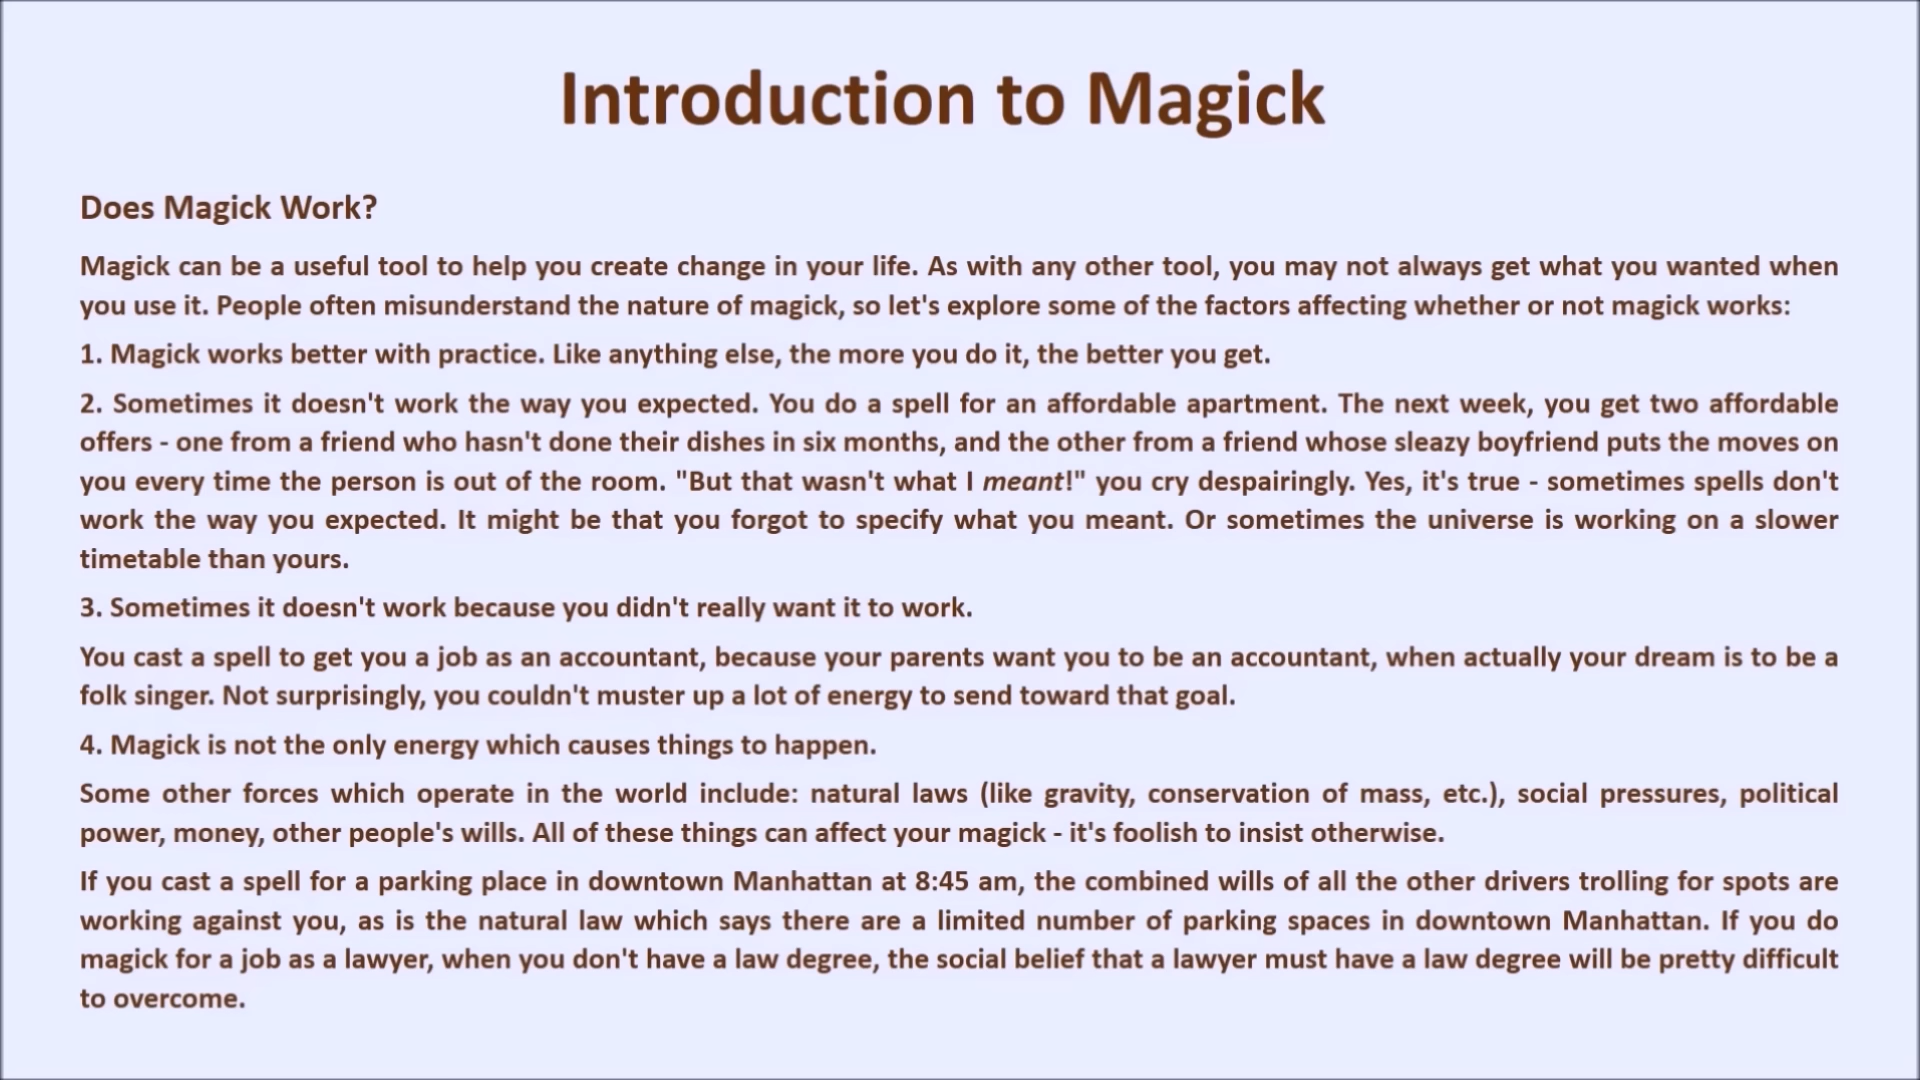 Introduction to Magick
Does Magick Work?
Magick can be a useful tool to help you create change in your life. As with any other tool, you may not always get what you wanted when
you use it. People often misunderstand the nature of magick, so let's explore some of the factors affecting whether or not magick works:
1. Magick works better with practice. Like anything else, the more you do it, the better you get.
2. Sometimes it doesn't work the way you expected. You do a spell for an affordable apartment. The next week, you get two affordable
offers - one from a friend who hasn't done their dishes in six months, and the other from a friend whose sleazy boyfriend puts the moves on
you every time the person is out of the room. "But that wasn't what I meant!" you cry despairingly. Yes, it's true - sometimes spells don't
work the way you expected. It might be that you forgot to specify what you meant. Or sometimes the universe is working on a slower
timetable than yours.
3. Sometimes it doesn't work because you didn't really want it to work.
You cast a spell to get you a job as an accountant, because your parents want you to be an accountant, when actually your dream is to be a
folk singer. Not surprisingly, you couldn't muster up a lot of energy to send toward that goal.
4. Magick is not the only energy which causes things to happen.
Some other forces which operate in the world include: natural laws (like gravity, conservation of mass, etc.), social pressures, political
power, money, other people's wills. All of these things can affect your magick - it's foolish to insist otherwise.
If you cast a spell for a parking place in downtown Manhattan at 8:45 am, the combined wills of all the other drivers trolling for spots are
working against you, as is the natural law which says there are a limited number of parking spaces in downtown Manhattan. If you do
magick for a job as a lawyer, when you don't have a law degree, the social belief that a lawyer must have a law degree will be pretty difficult
to overcome.